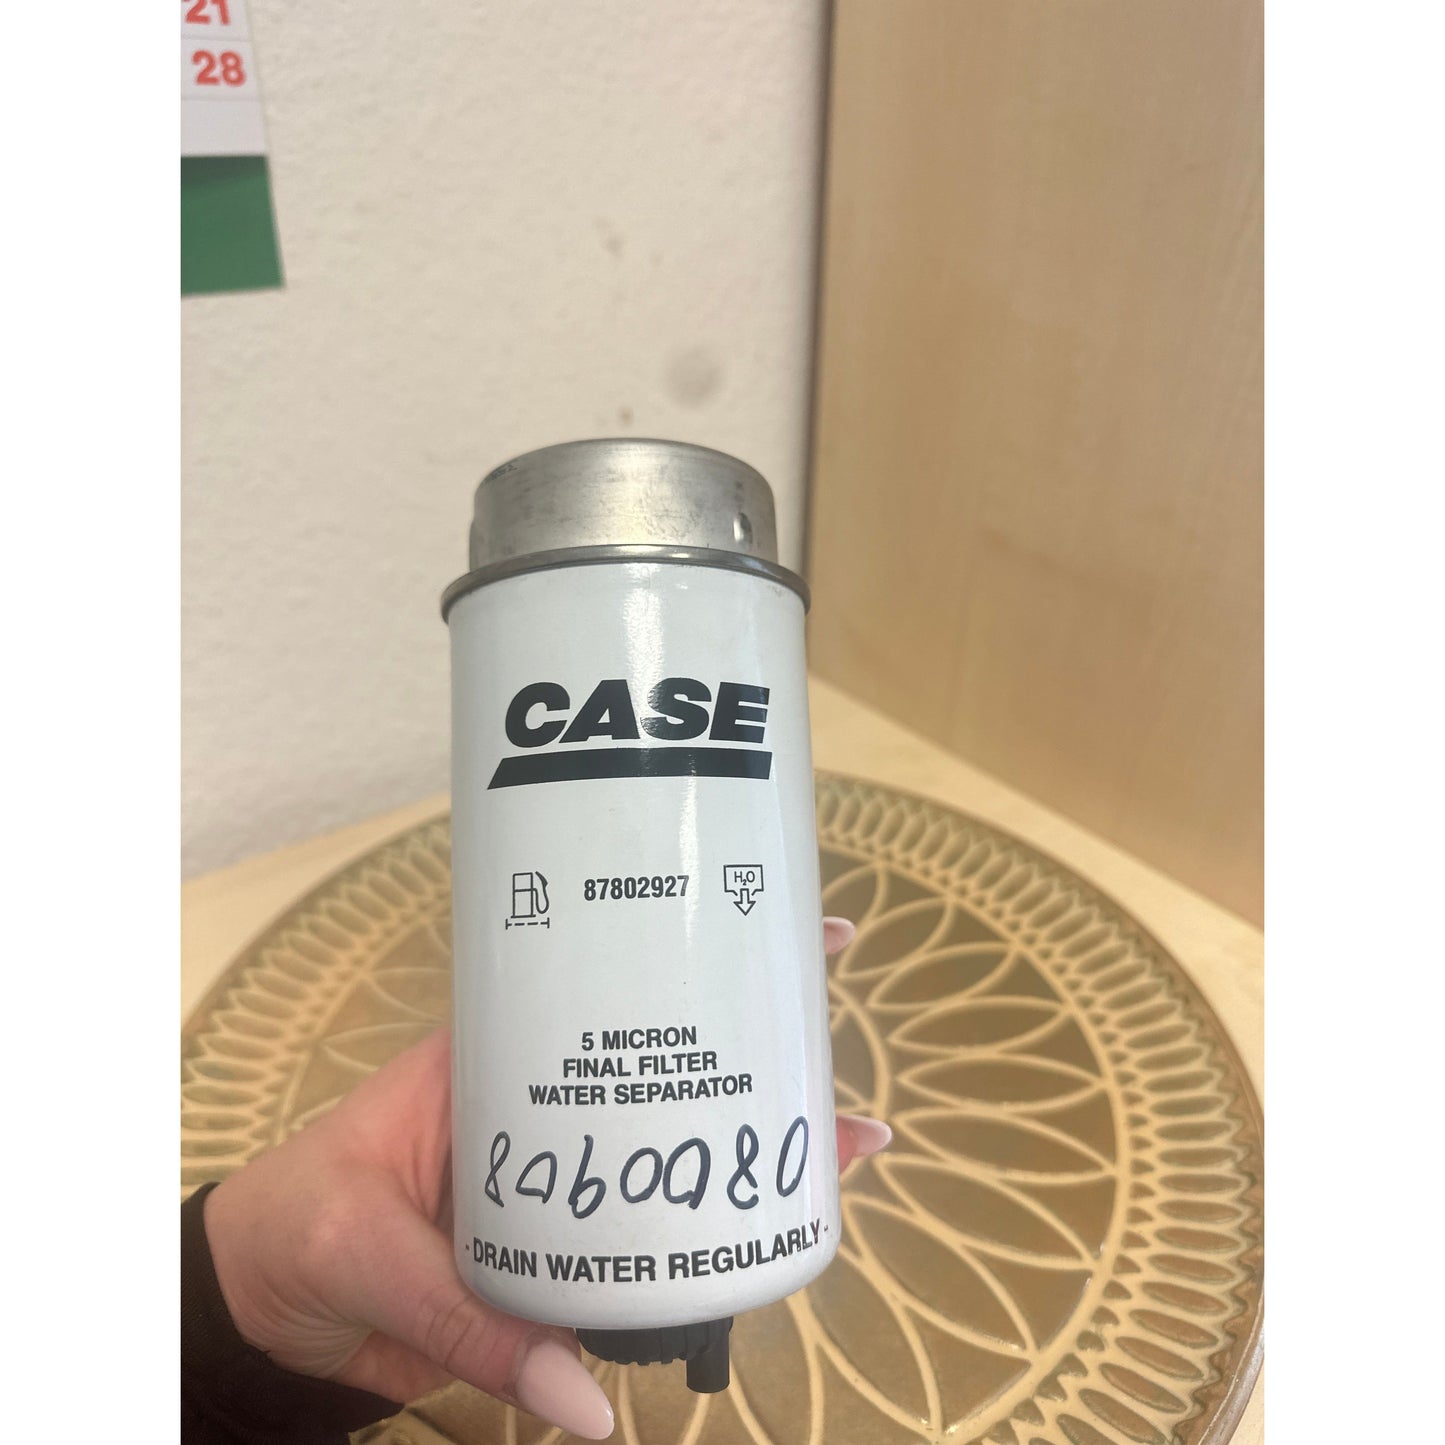 21
28
CASE
87802927
H₂O
5 MICRON
FINAL FILTER
WATER SEPARATOR
8060080
- DRAIN WATER REGULARLY -